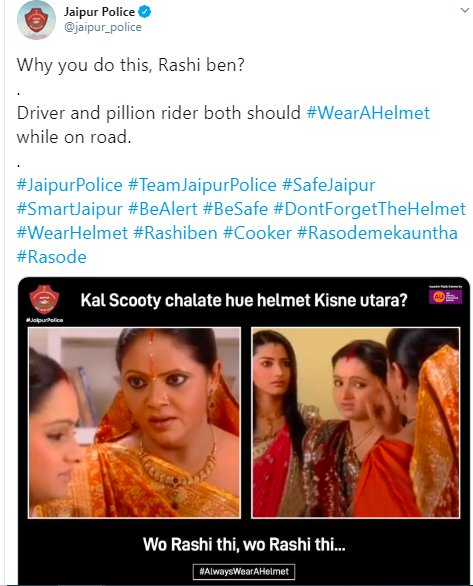 Jaipur Police
@jaipur_police
Why you do this, Rashi ben?
.
Driver and pillion rider both should #WearAHelmet
while on road.
.
#JaipurPolice #TeamJaipurPolice #SafeJaipur
#SmartJaipur #BeAlert #BeSafe #DontForgetTheHelmet
#WearHelmet #Rashiben #Cooker #Rasodemekauntha
#Rasode
Kal Scooty chalate hue helmet Kisne utara?
#JaipurPolice
AU
Wo Rashi thi, wo Rashi thi...
#AlwaysWearAHelmet